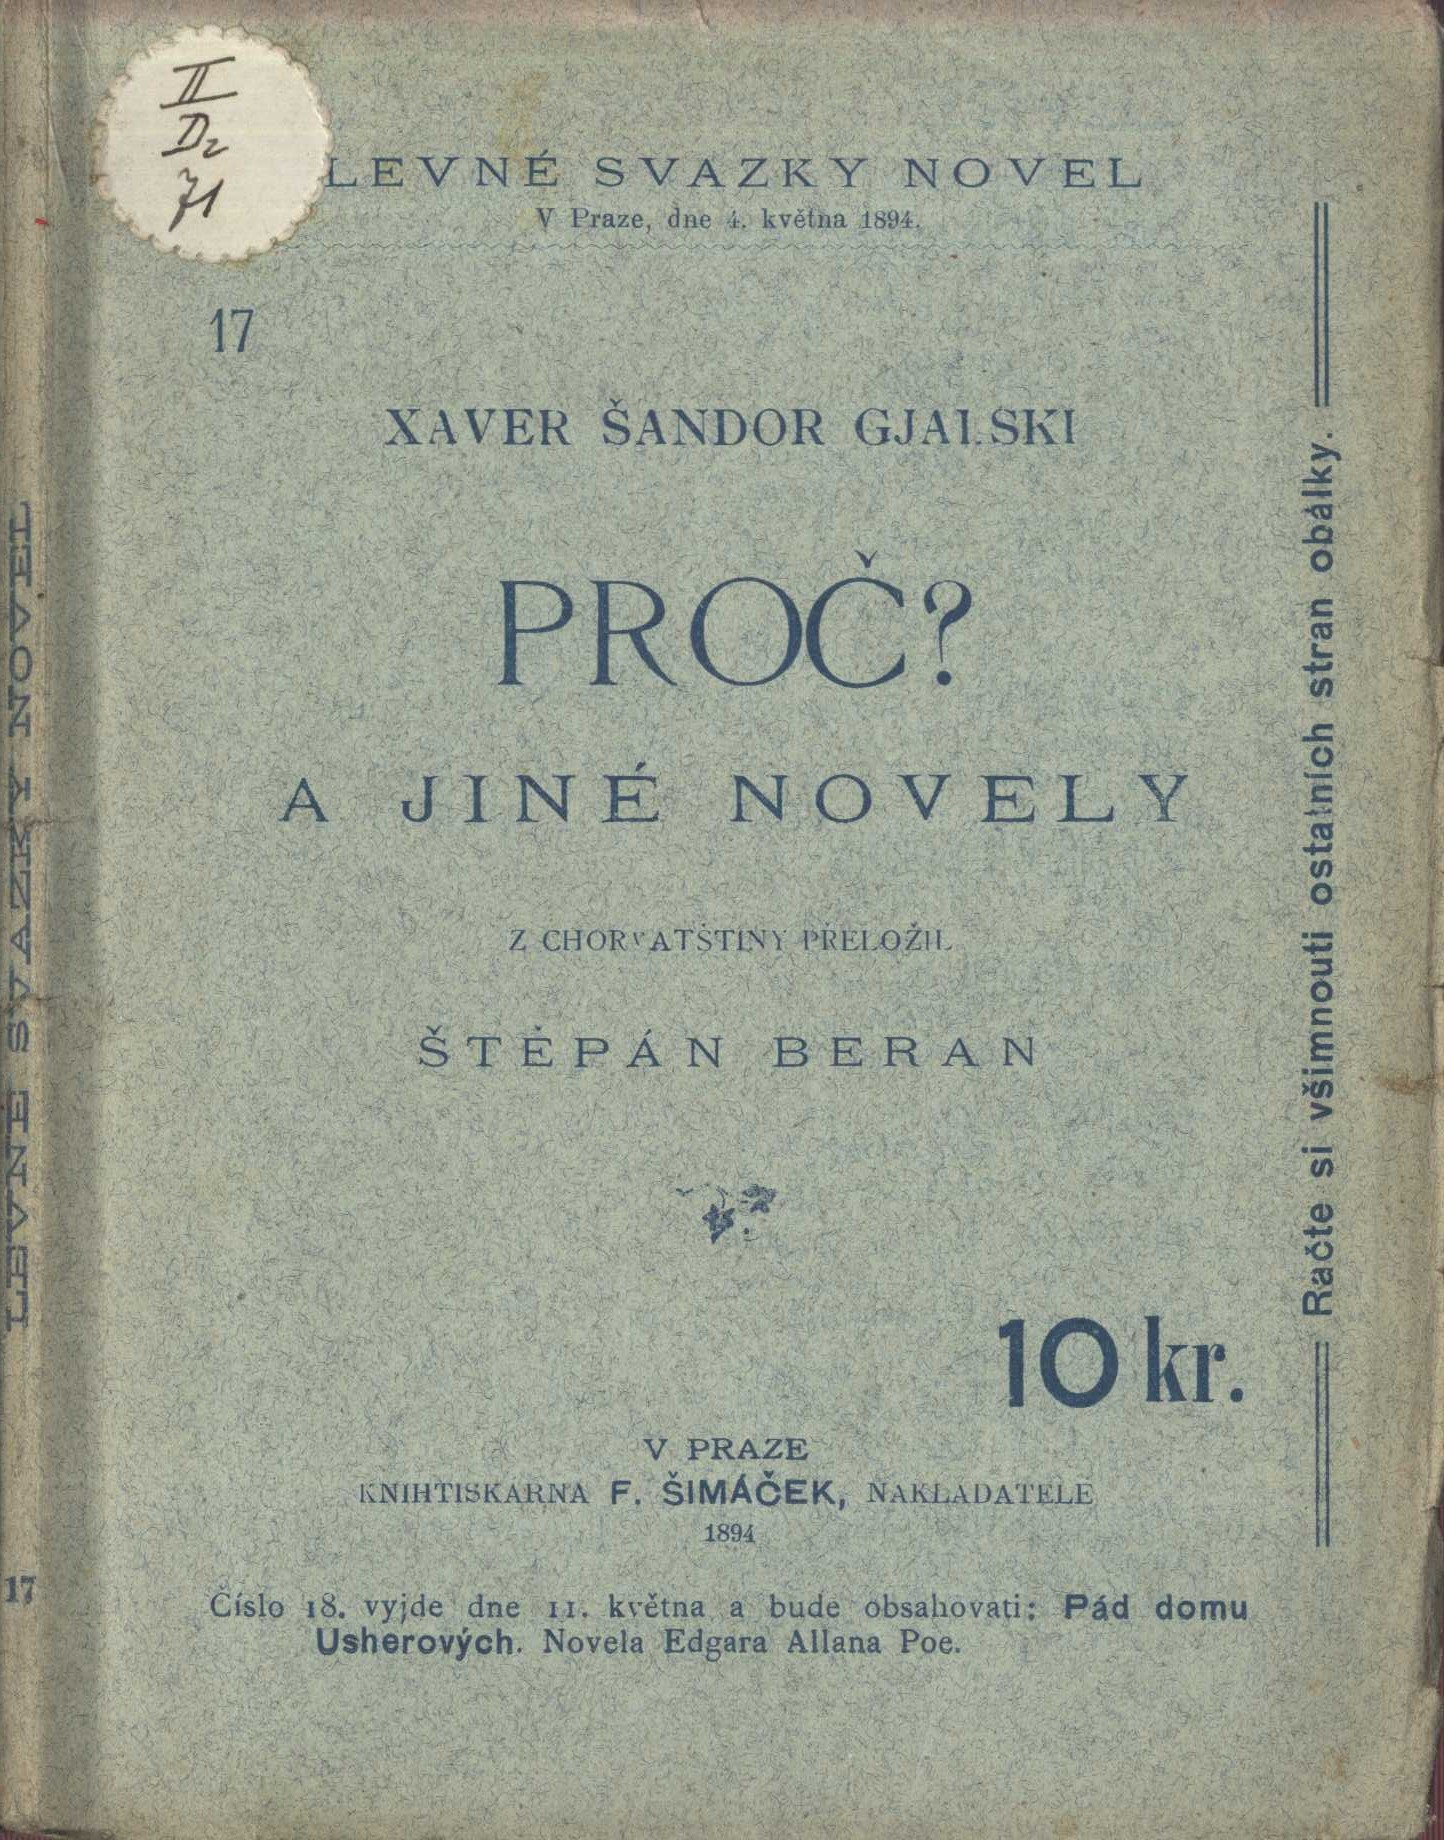 II
D2
71
LEVNÉ SVAZKY NOVEL
V Praze, dne 4. května 1894.
17
XAVER ŠANDOR GJALSKI
PROČ?
A JINÉ NOVELY
Z CHORVATŠTINY PŘELOŽIL
ŠTĚPÁN BERAN
10 kr.
V PRAZE
KNIHTISKÁRNA F. ŠIMÁČEK, NAKLADATELÉ
1894
Číslo 18. vyjde dne 11. května a bude obsahovati: Pád domu
Usherových. Novela Edgara Allana Poe.
Račte si všimnouti ostatních stran obálky.
LEVNÉ SVAZKY NOVEL
17